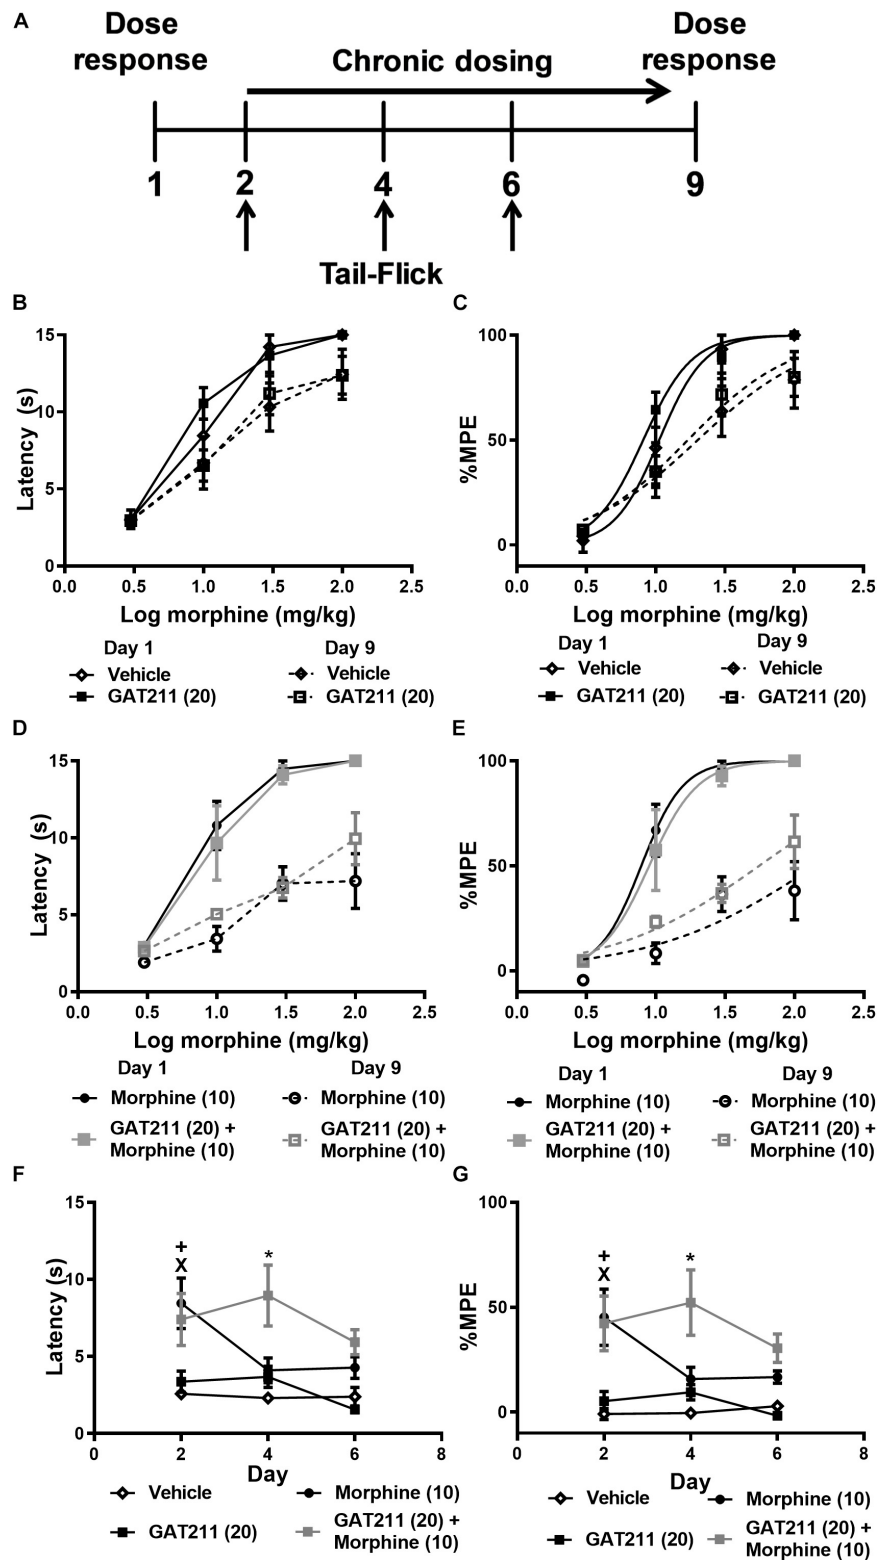 A
Dose response
Chronic dosing
Dose response
1 2 4 6 9
Tail-Flick
B
Latency (s)
15
10
5
0
0.0 0.5 1.0 1.5 2.0 2.5
Log morphine (mg/kg)
Day 1 Day 9
Vehicle Vehicle
GAT211 (20) GAT211 (20)
C
%MPE
100
50
0
0.0 0.5 1.0 1.5 2.0 2.5
Log morphine (mg/kg)
Day 1 Day 9
Vehicle Vehicle
GAT211 (20) GAT211 (20)
D
Latency (s)
15
10
5
0
0.0 0.5 1.0 1.5 2.0 2.5
Log morphine (mg/kg)
Day 1 Day 9
Morphine (10) Morphine (10)
GAT211 (20) + GAT211 (20) +
Morphine (10) Morphine (10)
E
%MPE
100
50
0
0.0 0.5 1.0 1.5 2.0 2.5
Log morphine (mg/kg)
Day 1 Day 9
Morphine (10) Morphine (10)
GAT211 (20) + GAT211 (20) +
Morphine (10) Morphine (10)
F
Latency (s)
15
10
5
0
+
X
*
0 2 4 6 8
Day
Vehicle Morphine (10)
GAT211 (20) GAT211 (20) +
Morphine (10)
G
%MPE
100
50
0
+
X
*
0 2 4 6 8
Day
Vehicle Morphine (10)
GAT211 (20) GAT211 (20) +
Morphine (10)